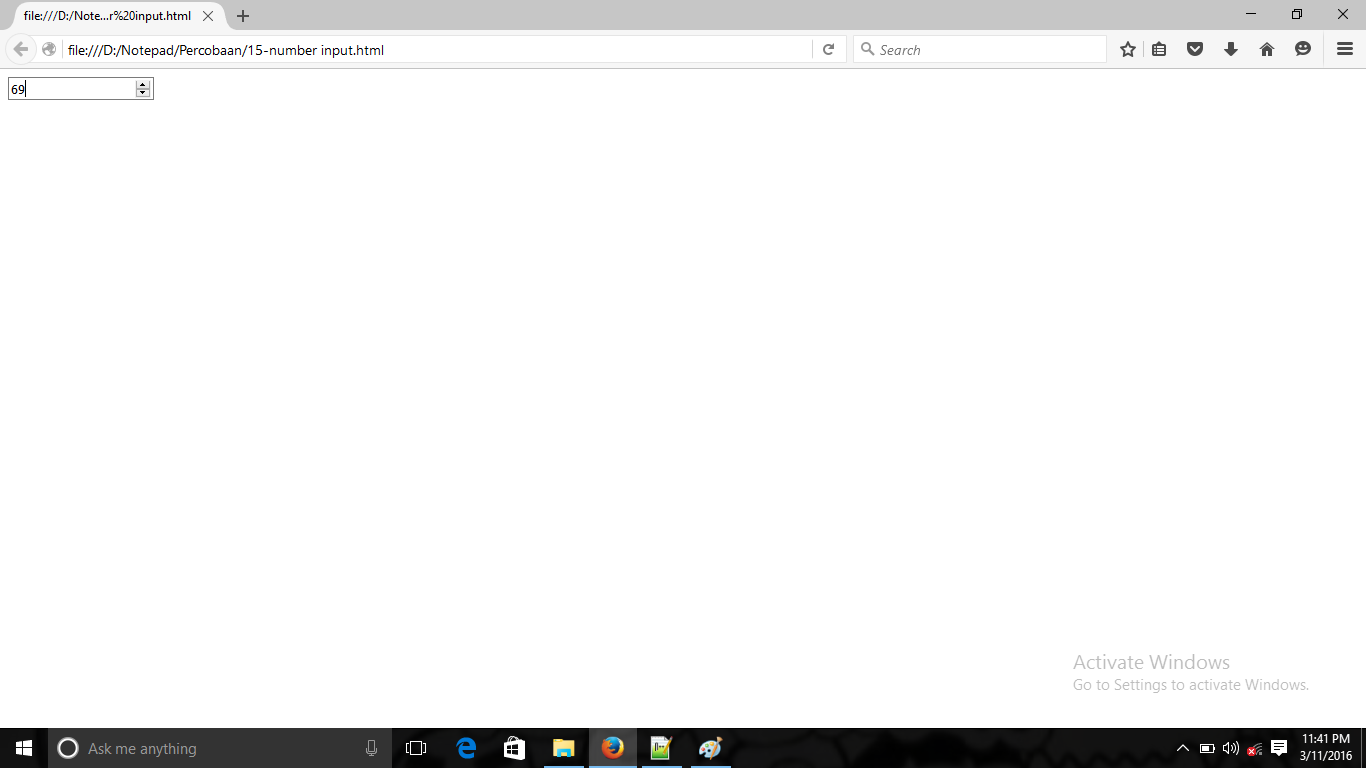 file:///D:/Note...r%20input.html
file:///D:/Notepad/Percobaan/15-number input.html
Search
69
Activate Windows
Go to Settings to activate Windows.
Ask me anything
11:41 PM
3/11/2016